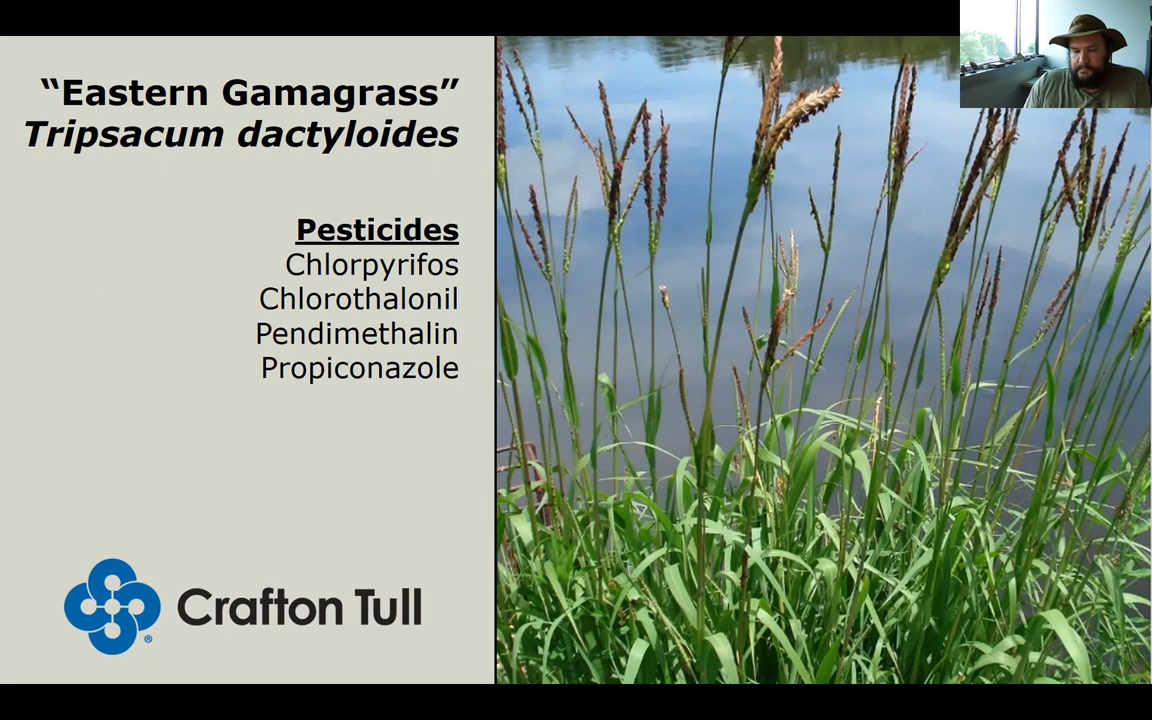 “Eastern Gamagrass”
Tripsacum dactyloides
Pesticides
Chlorpyrifos
Chlorothalonil
Pendimethalin
Propiconazole
Crafton Tull
®